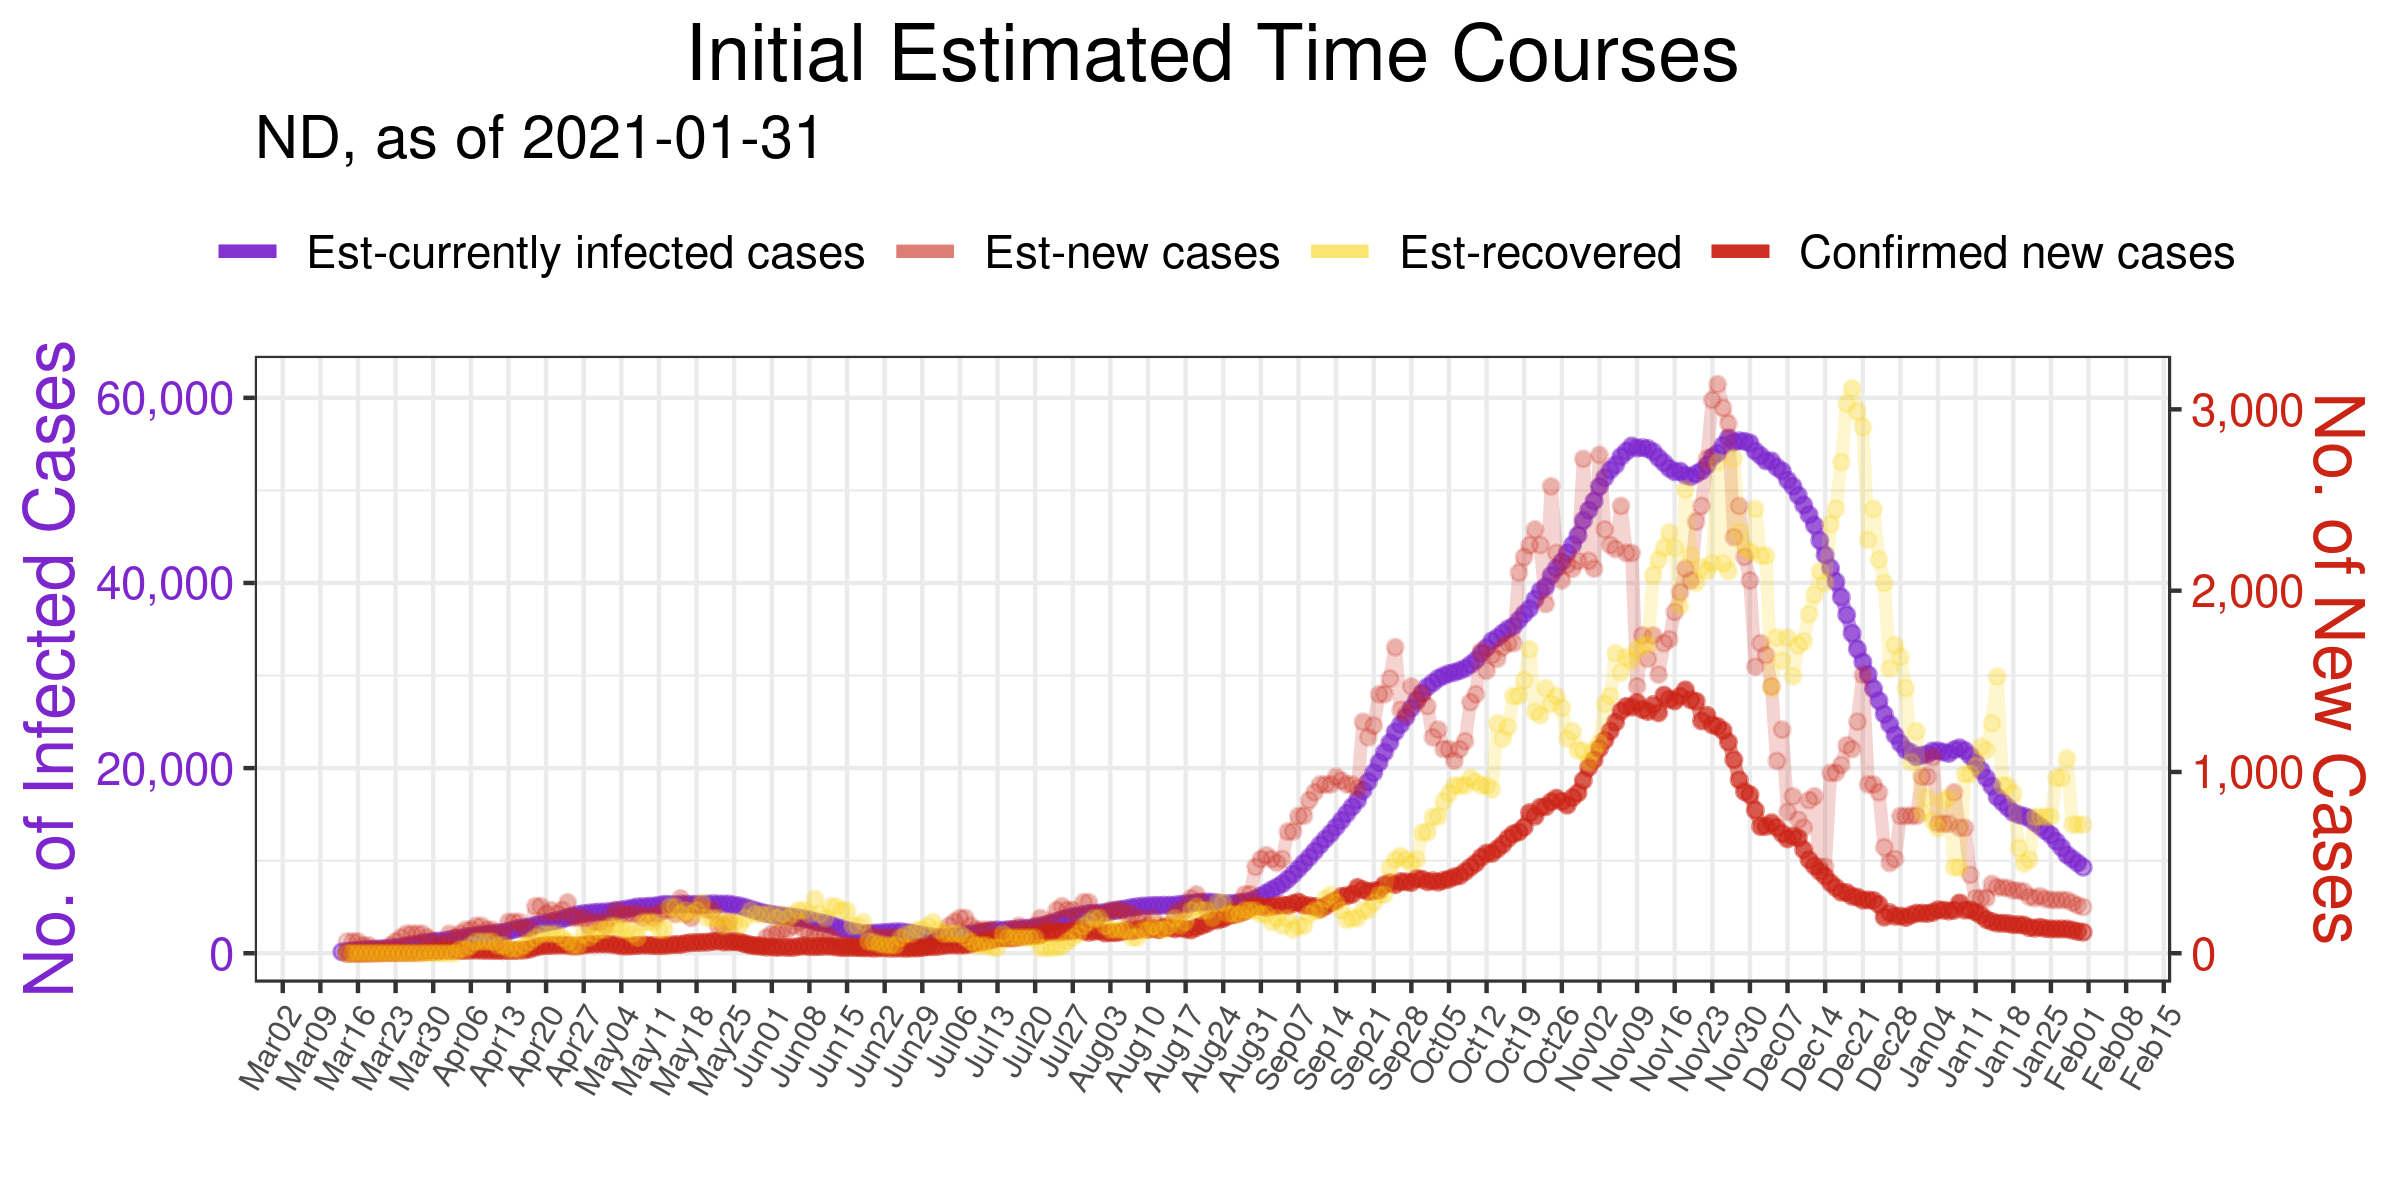 Initial Estimated Time Courses
ND, as of 2021-01-31
Est-currently infected cases
Est-new cases
Est-recovered
Confirmed new cases
No. of Infected Cases
60,000
40,000
20,000
0
3,000
2,000
1,000
0
No. of New Cases
Mar02
Mar09
Mar16
Mar23
Mar30
Apr06
Apr13
Apr20
Apr27
May04
May11
May18
May25
Jun01
Jun08
Jun15
Jun22
Jun29
Jul06
Jul13
Jul20
Jul27
Aug03
Aug10
Aug17
Aug24
Aug31
Sep07
Sep14
Sep21
Sep28
Oct05
Oct12
Oct19
Oct26
Nov02
Nov09
Nov16
Nov23
Nov30
Dec07
Dec14
Dec21
Dec28
Jan04
Jan11
Jan18
Jan25
Feb01
Feb08
Feb15